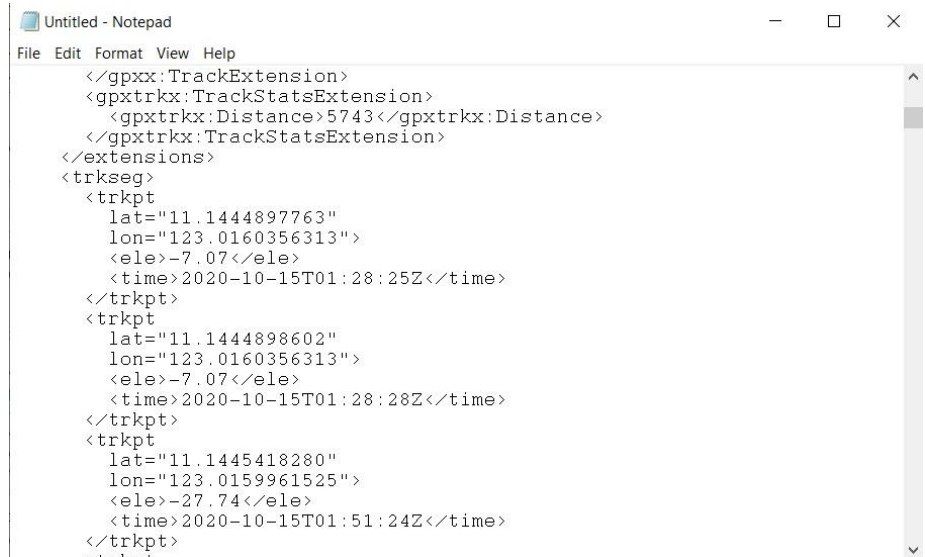 Untitled - Notepad
File Edit Format View Help
</gpxx:TrackExtension>
<gpxtrkx:TrackStatsExtension>
<gpxtrkx:Distance>5743</gpxtrkx:Distance>
</gpxtrkx:TrackStatsExtension>
</extensions>
<trkseg>
<trkpt
lat="11.1444897763"
lon="123.0160356313">
<ele>-7.07</ele>
<time>2020-10-15T01:28:25Z</time>
</trkpt>
<trkpt
lat="11.1444898602"
lon="123.0160356313">
<ele>-7.07</ele>
<time>2020-10-15T01:28:28Z</time>
</trkpt>
<trkpt
lat="11.1445418280"
lon="123.0159961525">
<ele>-27.74</ele>
<time>2020-10-15T01:51:24Z</time>
</trkpt>